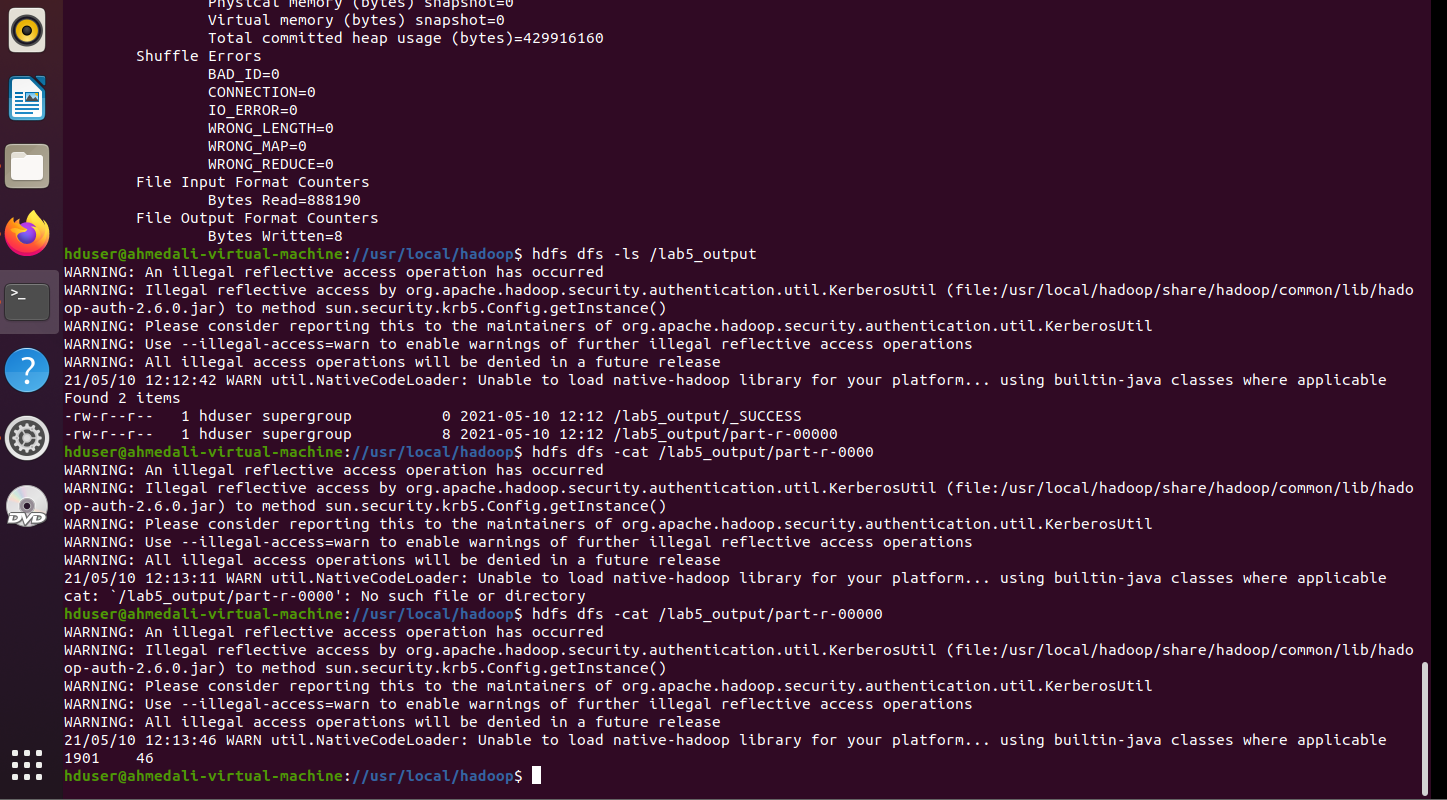 Physical memory (bytes) snapshot=0
Virtual memory (bytes) snapshot=0
Total committed heap usage (bytes)=429916160
Shuffle Errors
BAD_ID=0
CONNECTION=0
IO_ERROR=0
WRONG_LENGTH=0
WRONG_MAP=0
WRONG_REDUCE=0
File Input Format Counters
Bytes Read=888190
File Output Format Counters
Bytes Written=8
hduser@ahmedali-virtual-machine://usr/local/hadoop$ hdfs dfs -ls /lab5_output
WARNING: An illegal reflective access operation has occurred
WARNING: Illegal reflective access by org.apache.hadoop.security.authentication.util.KerberosUtil (file:/usr/local/hadoop/share/hadoop/common/lib/hado
op-auth-2.6.0.jar) to method sun.security.krb5.Config.getInstance()
WARNING: Please consider reporting this to the maintainers of org.apache.hadoop.security.authentication.util.KerberosUtil
WARNING: Use --illegal-access=warn to enable warnings of further illegal reflective access operations
WARNING: All illegal access operations will be denied in a future release
21/05/10 12:12:42 WARN util.NativeCodeLoader: Unable to load native-hadoop library for your platform... using builtin-java classes where applicable
Found 2 items
-rw-r--r--   1 hduser supergroup          0 2021-05-10 12:12 /lab5_output/_SUCCESS
-rw-r--r--   1 hduser supergroup          8 2021-05-10 12:12 /lab5_output/part-r-00000
hduser@ahmedali-virtual-machine://usr/local/hadoop$ hdfs dfs -cat /lab5_output/part-r-0000
WARNING: An illegal reflective access operation has occurred
WARNING: Illegal reflective access by org.apache.hadoop.security.authentication.util.KerberosUtil (file:/usr/local/hadoop/share/hadoop/common/lib/hado
op-auth-2.6.0.jar) to method sun.security.krb5.Config.getInstance()
WARNING: Please consider reporting this to the maintainers of org.apache.hadoop.security.authentication.util.KerberosUtil
WARNING: Use --illegal-access=warn to enable warnings of further illegal reflective access operations
WARNING: All illegal access operations will be denied in a future release
21/05/10 12:13:11 WARN util.NativeCodeLoader: Unable to load native-hadoop library for your platform... using builtin-java classes where applicable
cat: `/lab5_output/part-r-0000': No such file or directory
hduser@ahmedali-virtual-machine://usr/local/hadoop$ hdfs dfs -cat /lab5_output/part-r-00000
WARNING: An illegal reflective access operation has occurred
WARNING: Illegal reflective access by org.apache.hadoop.security.authentication.util.KerberosUtil (file:/usr/local/hadoop/share/hadoop/common/lib/hado
op-auth-2.6.0.jar) to method sun.security.krb5.Config.getInstance()
WARNING: Please consider reporting this to the maintainers of org.apache.hadoop.security.authentication.util.KerberosUtil
WARNING: Use --illegal-access=warn to enable warnings of further illegal reflective access operations
WARNING: All illegal access operations will be denied in a future release
21/05/10 12:13:46 WARN util.NativeCodeLoader: Unable to load native-hadoop library for your platform... using builtin-java classes where applicable
1901    46
hduser@ahmedali-virtual-machine://usr/local/hadoop$
>_
?
DVD